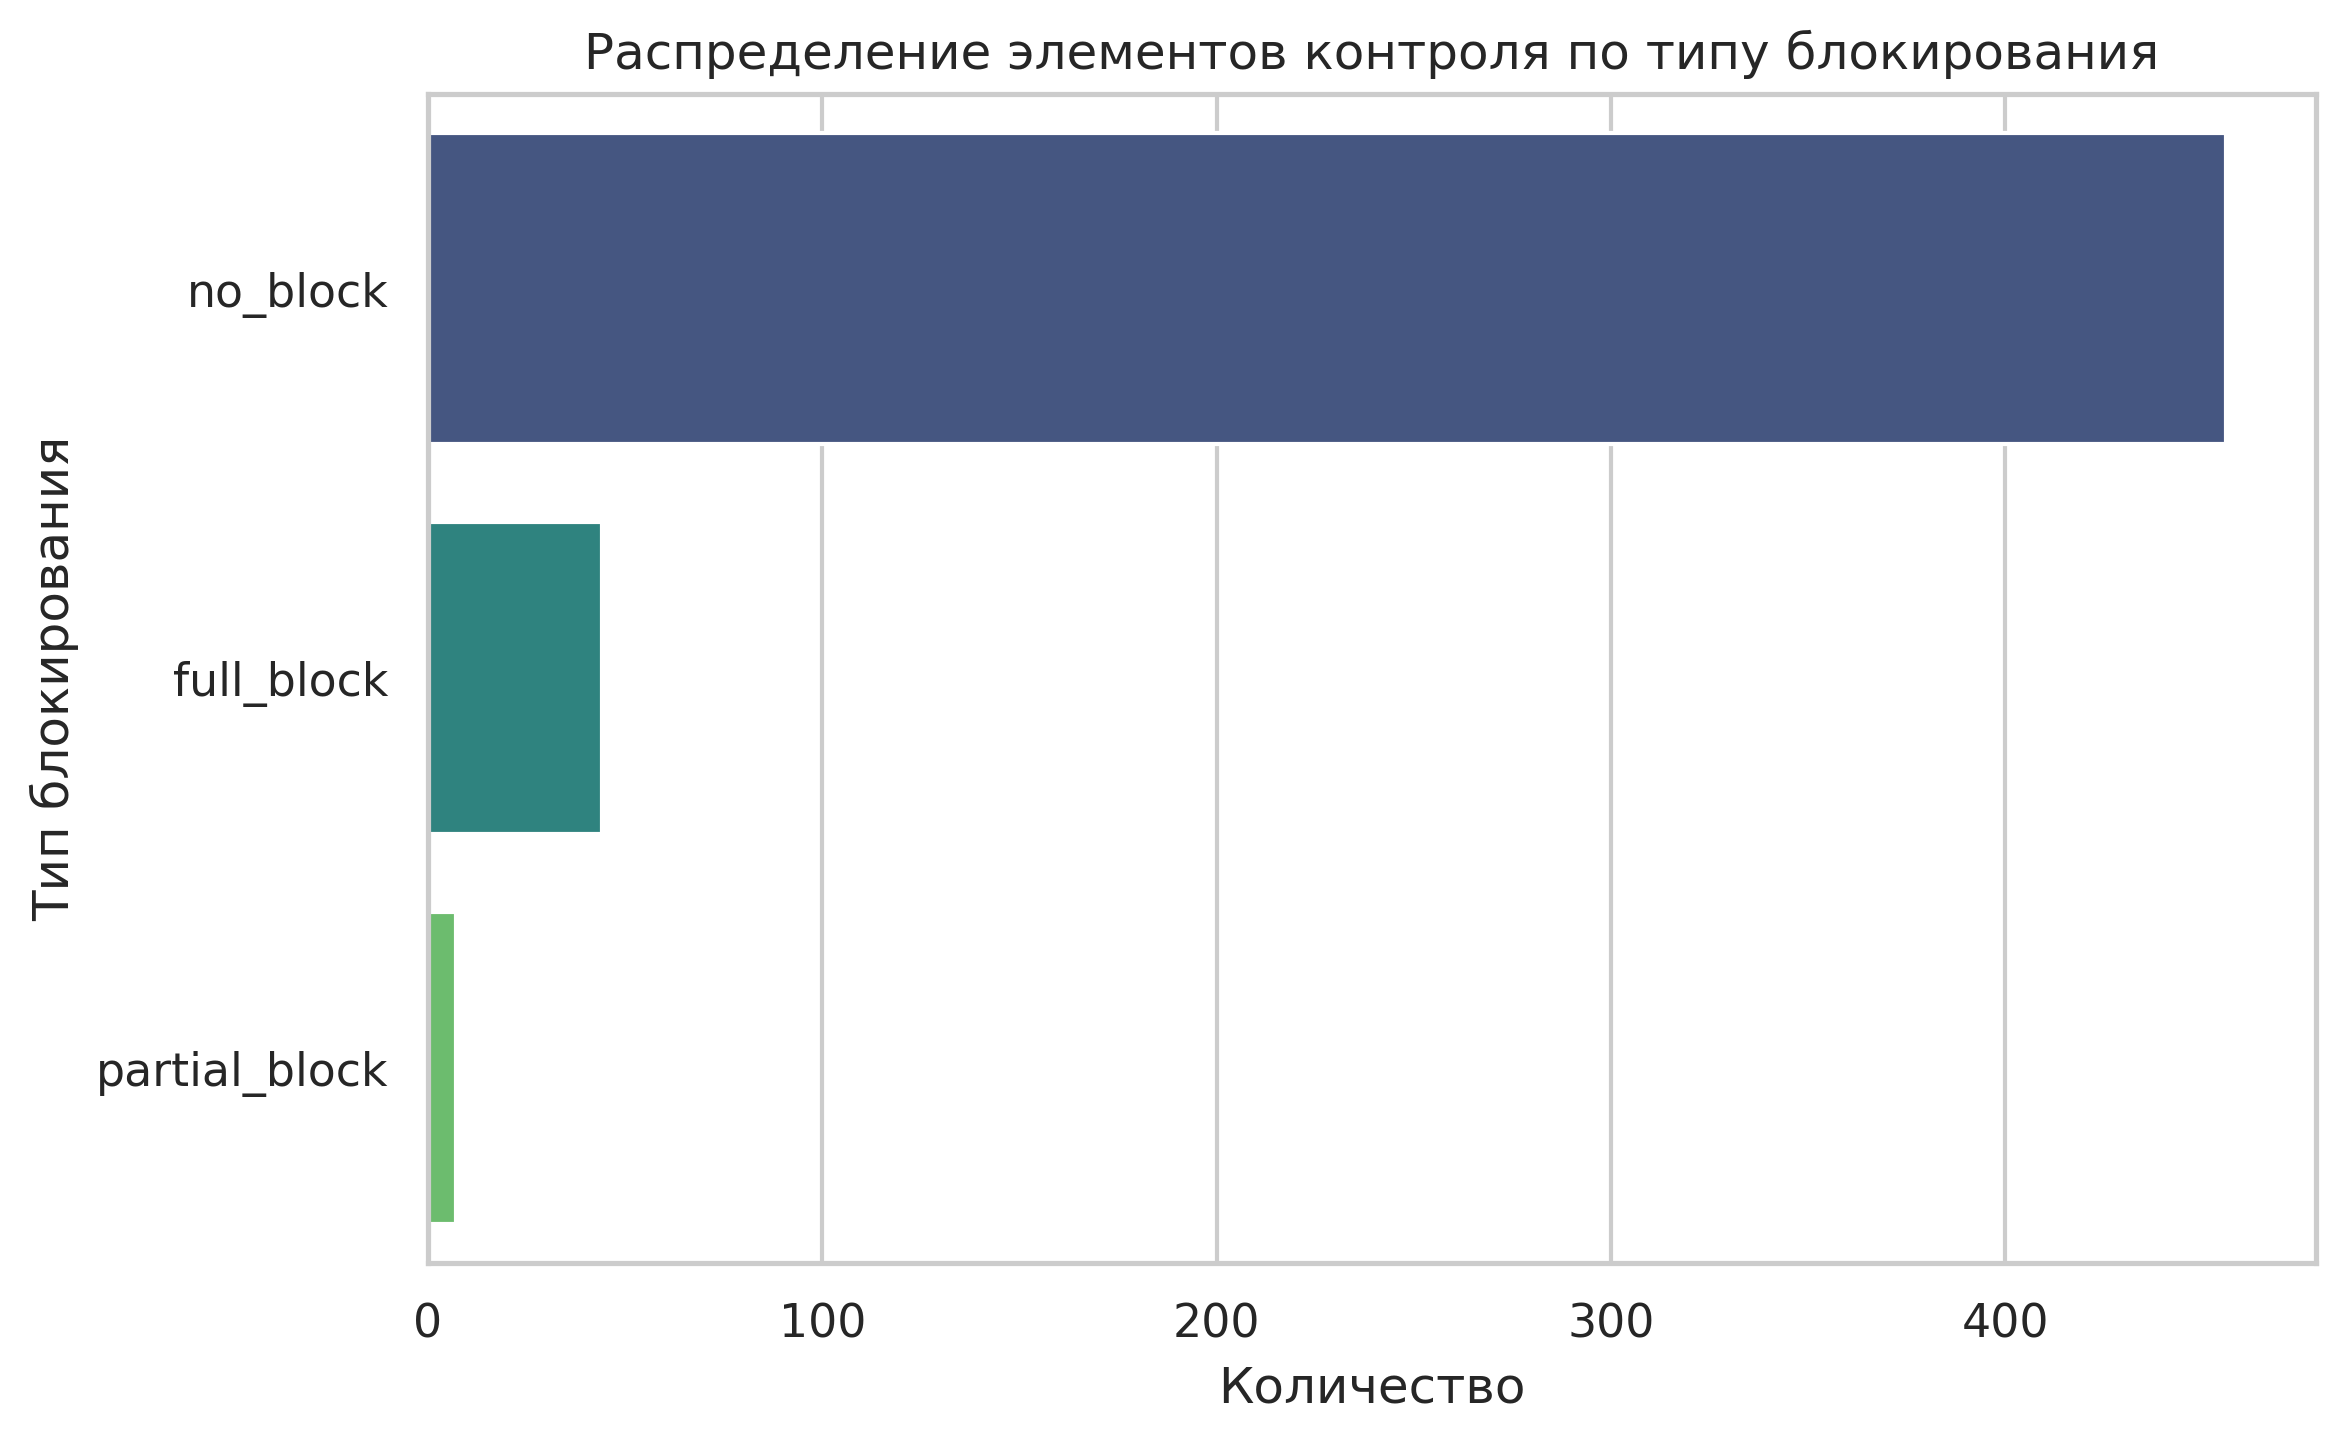 Распределение элементов контроля по типу блокирования
Тип блокирования
no_block
full_block
partial_block
0 100 200 300 400
Количество